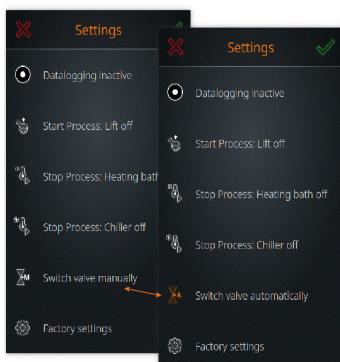 Settings
Datalogging inactive
Start Process: Lift off
Stop Process: Heating bath
Stop Process: Chiller off
M
Switch valve manually
Factory settings
Settings
Datalogging inactive
Start Process: Lift off
Stop Process: Heating bath off
Stop Process: Chiller off
A
Switch valve automatically
Factory settings